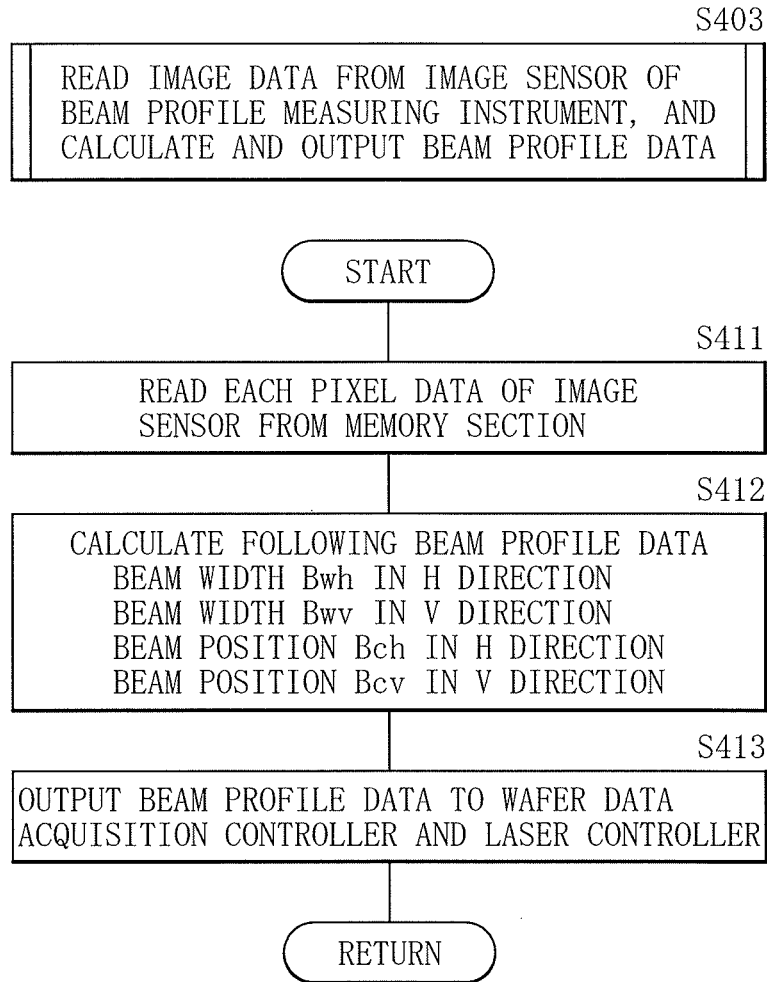 S403
READ IMAGE DATA FROM IMAGE SENSOR OF
BEAM PROFILE MEASURING INSTRUMENT, AND
CALCULATE AND OUTPUT BEAM PROFILE DATA
START
S411
READ EACH PIXEL DATA OF IMAGE
SENSOR FROM MEMORY SECTION
S412
CALCULATE FOLLOWING BEAM PROFILE DATA
BEAM WIDTH Bwh IN H DIRECTION
BEAM WIDTH Bwv IN V DIRECTION
BEAM POSITION Bch IN H DIRECTION
BEAM POSITION Bcv IN V DIRECTION
S413
OUTPUT BEAM PROFILE DATA TO WAFER DATA
ACQUISITION CONTROLLER AND LASER CONTROLLER
RETURN